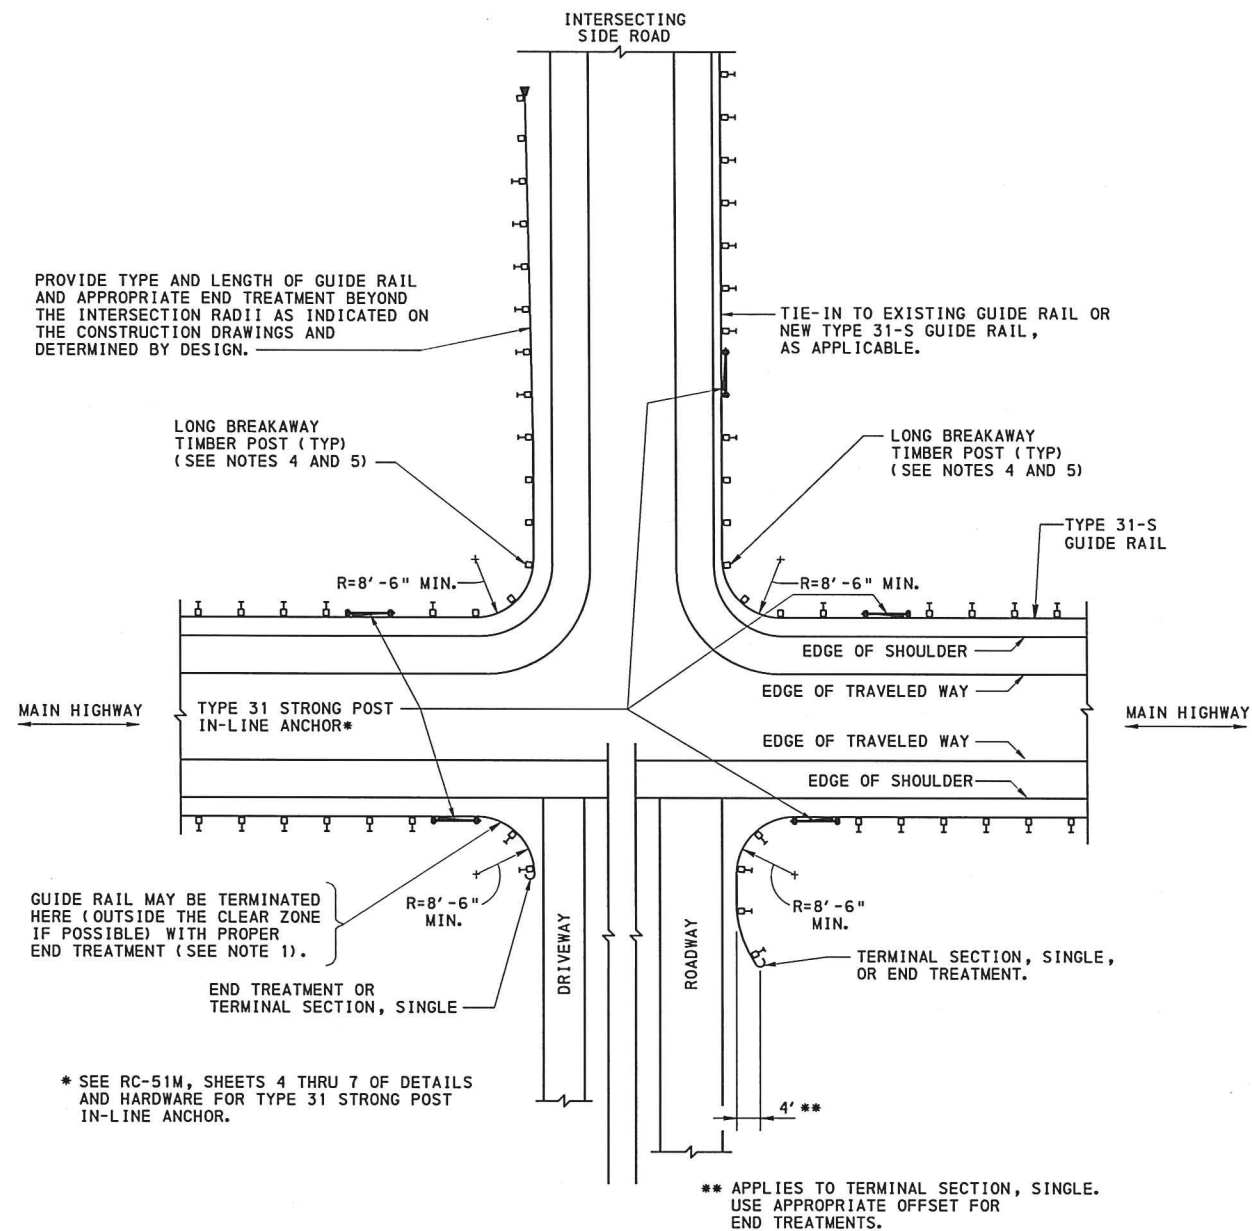 INTERSECTING
SIDE ROAD
PROVIDE TYPE AND LENGTH OF GUIDE RAIL
AND APPROPRIATE END TREATMENT BEYOND
THE INTERSECTION RADII AS INDICATED ON
THE CONSTRUCTION DRAWINGS AND
DETERMINED BY DESIGN.
TIE-IN TO EXISTING GUIDE RAIL OR
NEW TYPE 31-S GUIDE RAIL,
AS APPLICABLE.
LONG BREAKAWAY
TIMBER POST (TYP)
(SEE NOTES 4 AND 5)
LONG BREAKAWAY
TIMBER POST (TYP)
(SEE NOTES 4 AND 5)
TYPE 31-S
GUIDE RAIL
R=8'-6" MIN.
R=8'-6" MIN.
EDGE OF SHOULDER
EDGE OF TRAVELED WAY
MAIN HIGHWAY
TYPE 31 STRONG POST
IN-LINE ANCHOR*
MAIN HIGHWAY
EDGE OF TRAVELED WAY
EDGE OF SHOULDER
GUIDE RAIL MAY BE TERMINATED
HERE (OUTSIDE THE CLEAR ZONE
IF POSSIBLE) WITH PROPER
END TREATMENT (SEE NOTE 1).
R=8'-6"
MIN.
R=8'-6"
MIN.
DRIVEWAY
ROADWAY
TERMINAL SECTION, SINGLE,
OR END TREATMENT.
END TREATMENT OR
TERMINAL SECTION, SINGLE
* SEE RC-51M, SHEETS 4 THRU 7 OF DETAILS
AND HARDWARE FOR TYPE 31 STRONG POST
IN-LINE ANCHOR.
4' **
** APPLIES TO TERMINAL SECTION, SINGLE.
USE APPROPRIATE OFFSET FOR
END TREATMENTS.